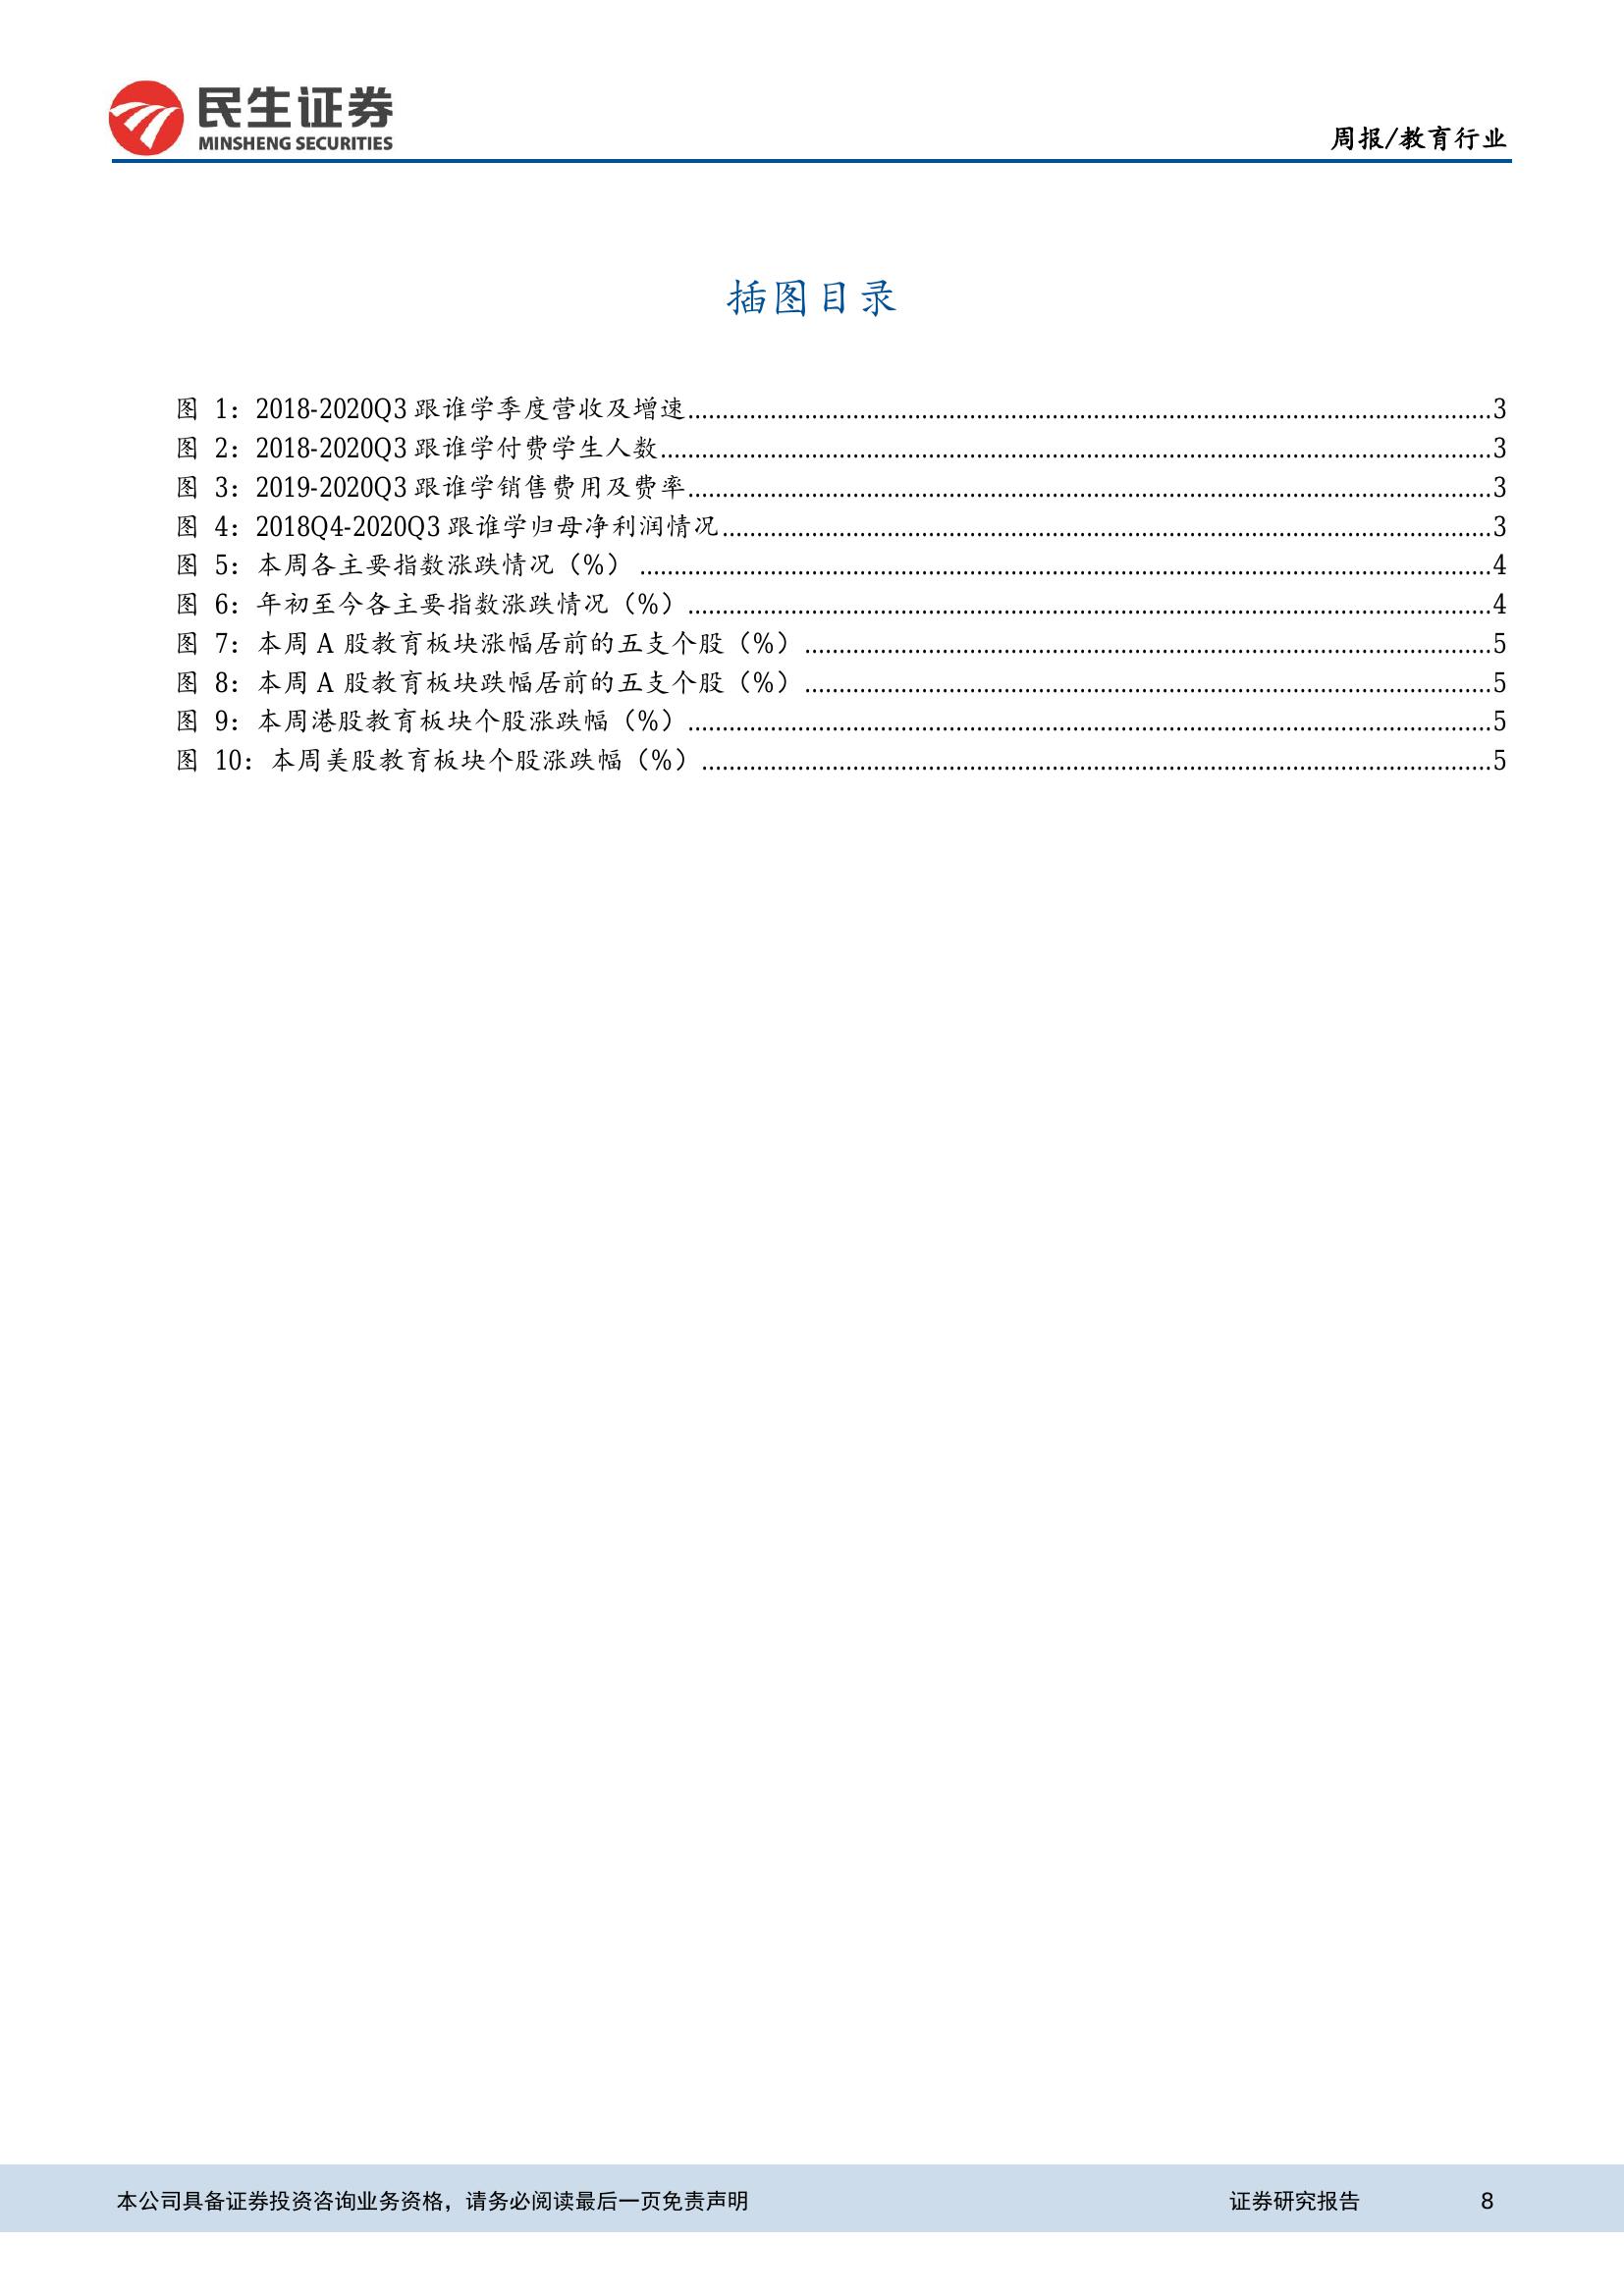 民生证券
MINSHENG SECURITIES
周报/教育行业
插图目录
图 1：2018-2020Q3 跟谁学季度营收及增速........................3
图 2：2018-2020Q3 跟谁学付费学生人数........................3
图 3：2019-2020Q3 跟谁学销售费用及费率........................3
图 4：2018Q4-2020Q3 跟谁学归母净利润情况........................3
图 5：本周各主要指数涨跌情况（%） ........................4
图 6：年初至今各主要指数涨跌情况（%）........................4
图 7：本周 A 股教育板块涨幅居前的五支个股（%）........................5
图 8：本周 A 股教育板块跌幅居前的五支个股（%）........................5
图 9：本周港股教育板块个股涨跌幅（%）........................5
图 10：本周美股教育板块个股涨跌幅（%）........................5
本公司具备证券投资咨询业务资格，请务必阅读最后一页免责声明 证券研究报告 8